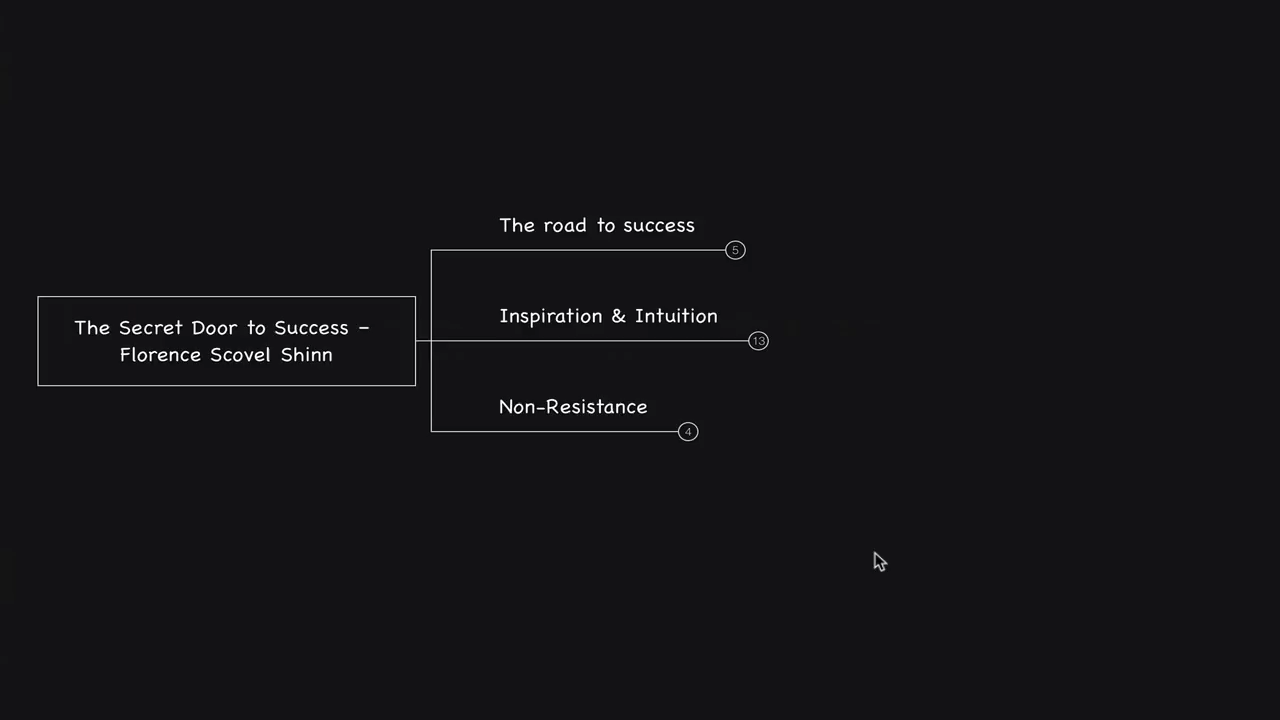 The road to success
5
The Secret Door to Success –
Florence Scovel Shinn
Inspiration & Intuition
13
Non-Resistance
4